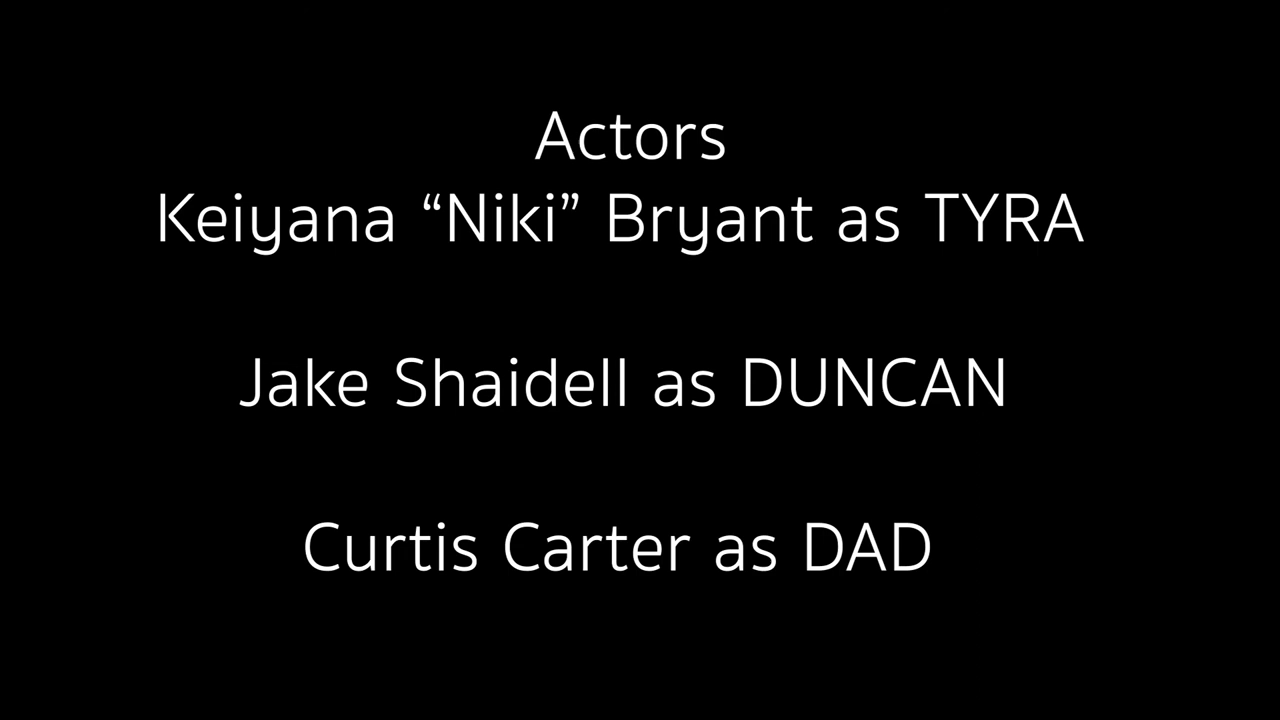 Actors
Keiyana “Niki” Bryant as TYRA
Jake Shaidell as DUNCAN
Curtis Carter as DAD